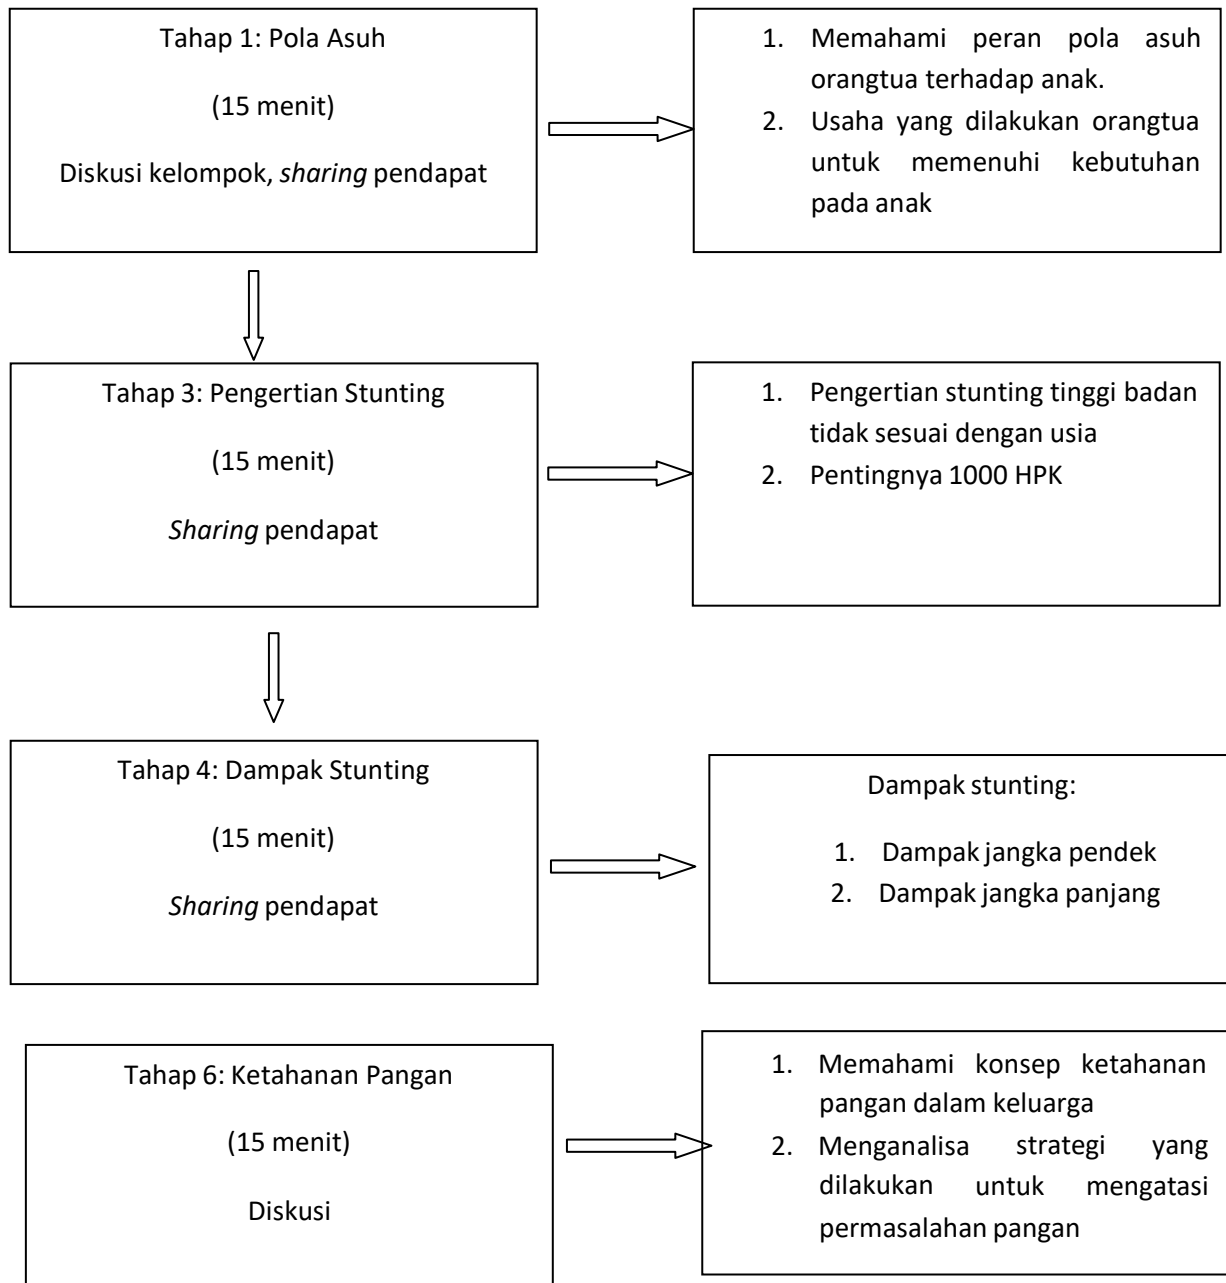 Tahap 1: Pola Asuh
(15 menit)
Diskusi kelompok, sharing pendapat
1. Memahami peran pola asuh
orangtua terhadap anak.
2. Usaha yang dilakukan orangtua
untuk memenuhi kebutuhan
pada anak
Tahap 3: Pengertian Stunting
(15 menit)
Sharing pendapat
1. Pengertian stunting tinggi badan
tidak sesuai dengan usia
2. Pentingnya 1000 HPK
Tahap 4: Dampak Stunting
(15 menit)
Sharing pendapat
Dampak stunting:
1. Dampak jangka pendek
2. Dampak jangka panjang
Tahap 6: Ketahanan Pangan
(15 menit)
Diskusi
1. Memahami konsep ketahanan
pangan dalam keluarga
2. Menganalisa strategi yang
dilakukan untuk mengatasi
permasalahan pangan